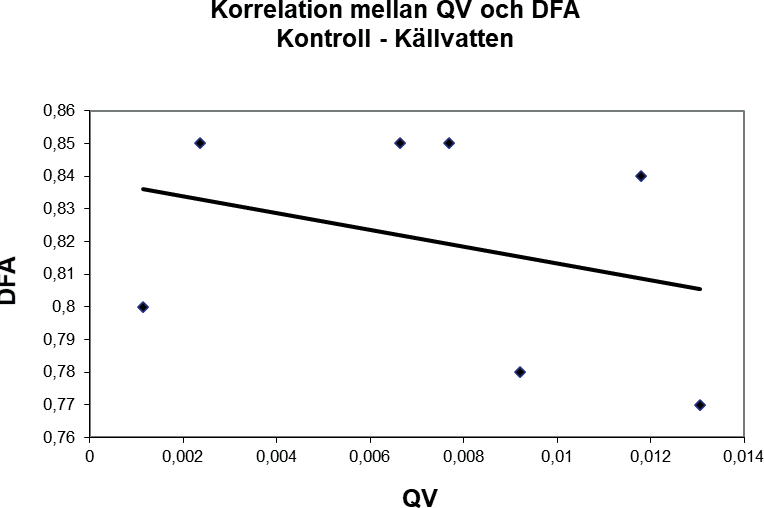 Korrelation mellan QV och DFA
Kontroll - Källvatten
0,86
0,85
0,84
0,83
0,82
0,81
0,8
0,79
0,78
0,77
0,76
DFA
0 0,002 0,004 0,006 0,008 0,01 0,012 0,014
QV